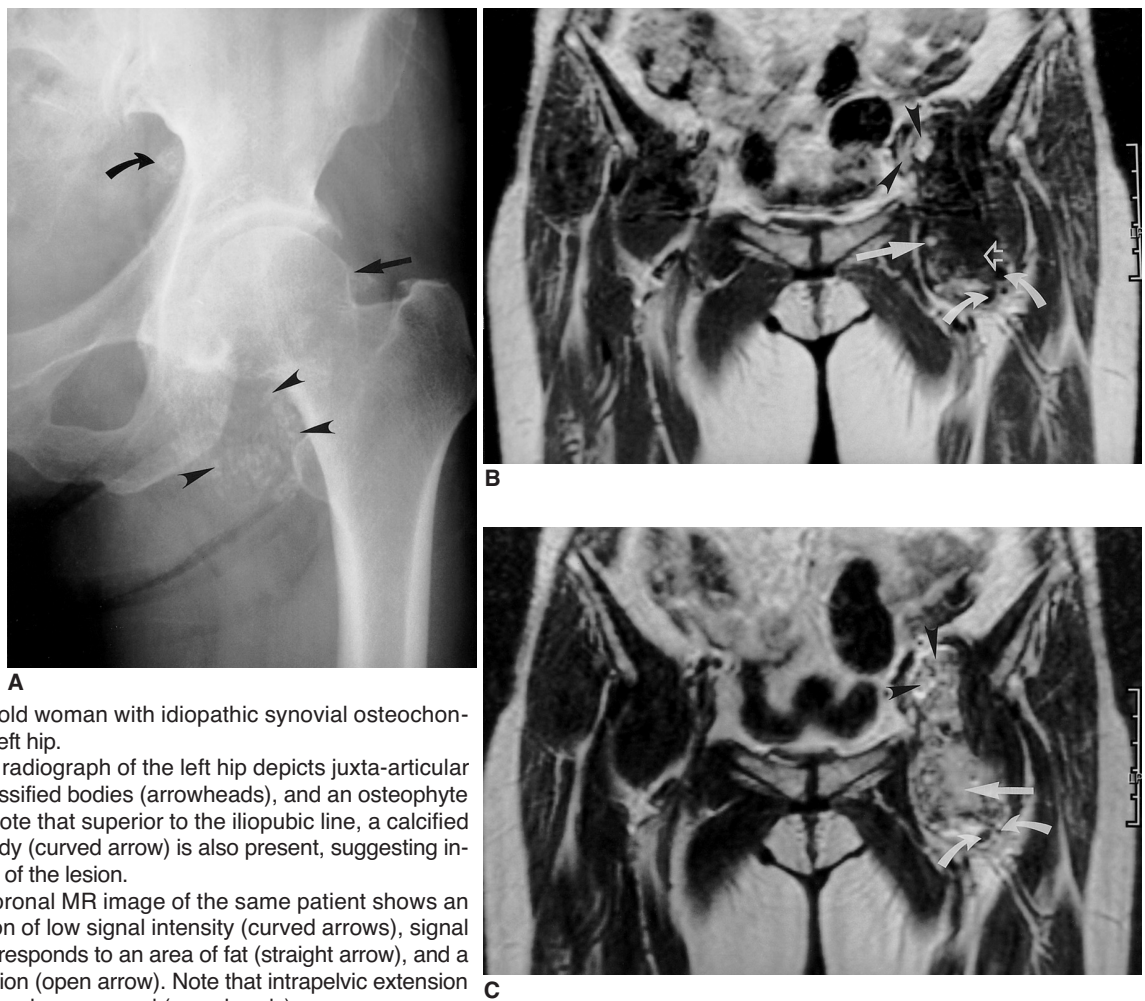 A
B
C
old woman with idiopathic synovial osteochon-
eft hip.
radiograph of the left hip depicts juxta-articular
ssified bodies (arrowheads), and an osteophyte
ote that superior to the iliopubic line, a calcified
dy (curved arrow) is also present, suggesting in-
of the lesion.
oronal MR image of the same patient shows an
on of low signal intensity (curved arrows), signal
rresponds to an area of fat (straight arrow), and a
ion (open arrow). Note that intrapelvic extension